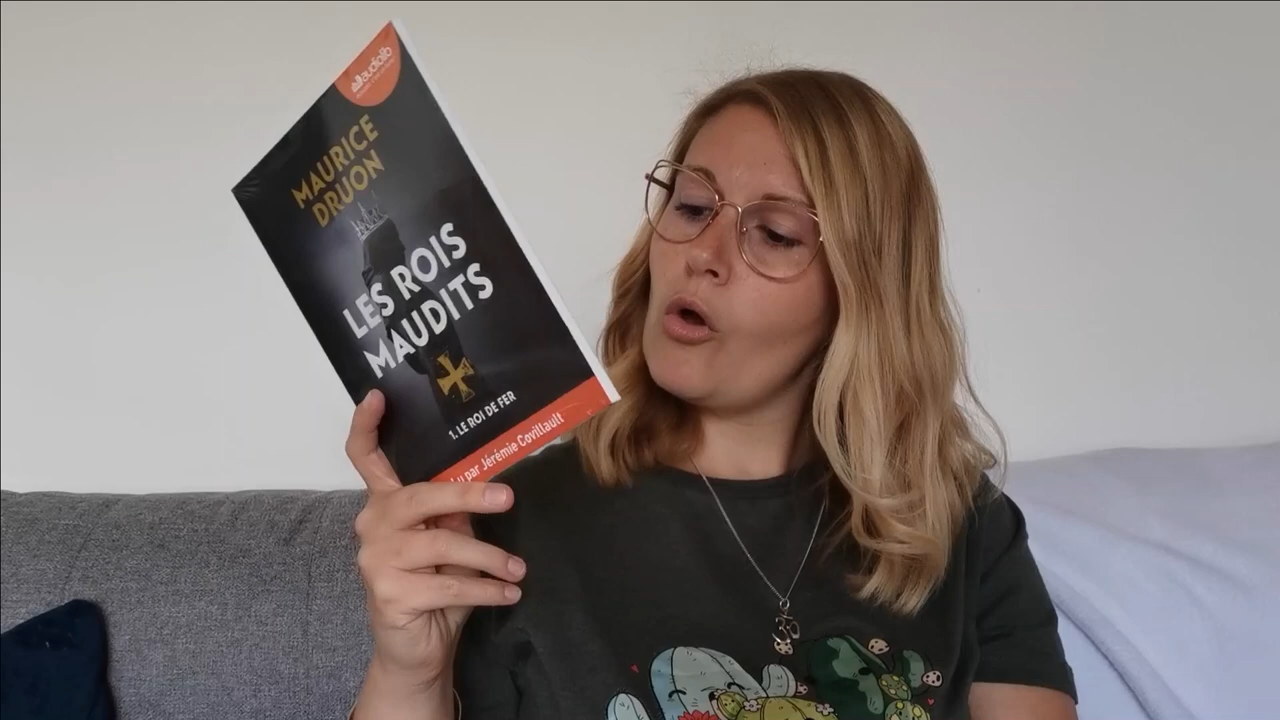 audiolib
MAURICE
DRUON
LES ROIS
MAUDITS
1. LE ROI DE FER
Lu par Jérémie Covillault